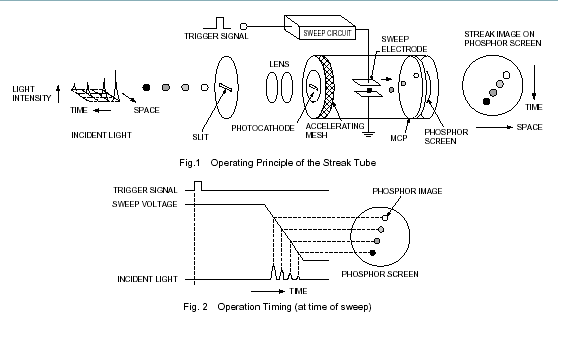 TRIGGER SIGNAL
SWEEP CIRCUIT
SWEEP
ELECTRODE
STREAK IMAGE ON
PHOSPHOR SCREEN
LENS
LIGHT
INTENSITY
TIME
SPACE
INCIDENT LIGHT
SLIT
PHOTOCATHODE
ACCELERATING
MESH
MCP
PHOSPHOR
SCREEN
TIME
SPACE
Fig.1 Operating Principle of the Streak Tube
TRIGGER SIGNAL
SWEEP VOLTAGE
PHOSPHOR IMAGE
INCIDENT LIGHT
PHOSPHOR SCREEN
TIME
Fig. 2 Operation Timing (at time of sweep)